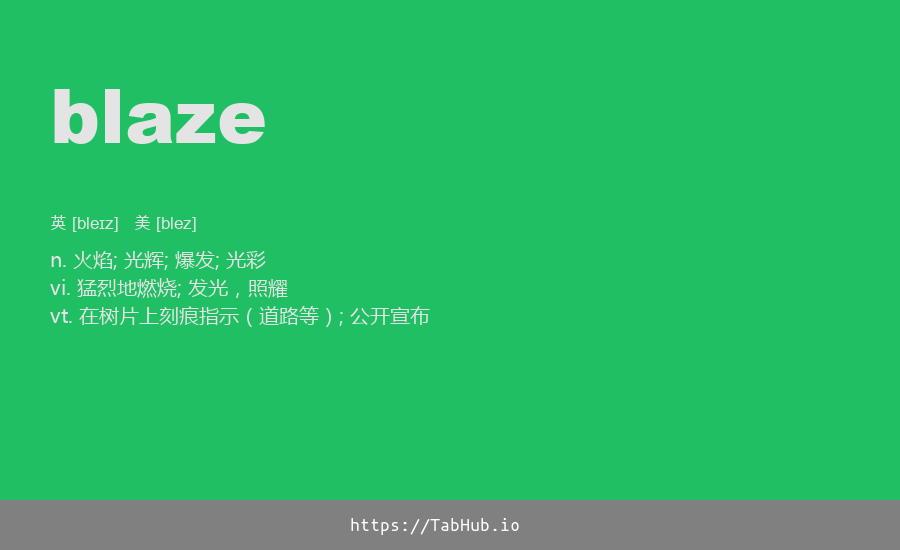 blaze
英 [bleɪz] 美 [blez]
n. 火焰; 光辉; 爆发; 光彩
vi. 猛烈地燃烧; 发光，照耀
vt. 在树片上刻痕指示（道路等）; 公开宣布
https://TabHub.io